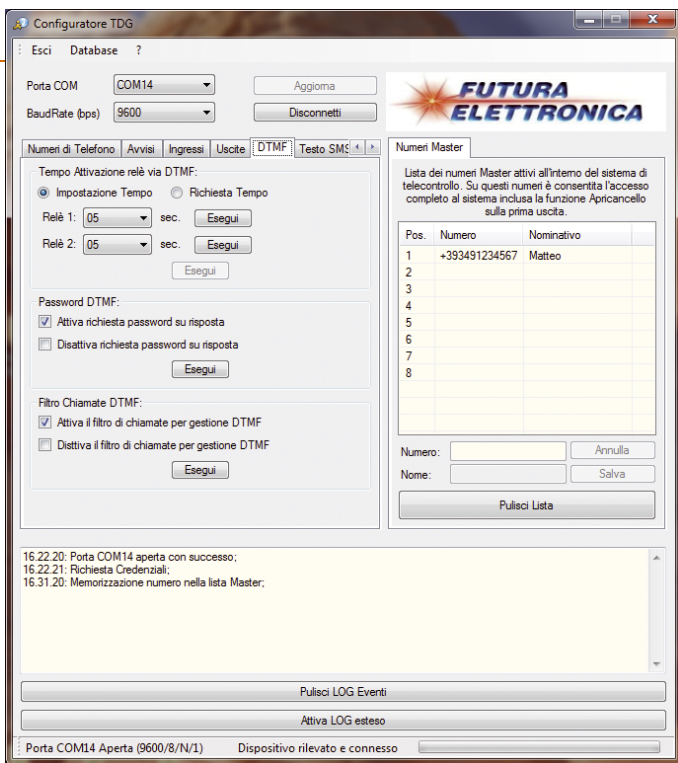 Configuratore TDG
Esci Database ?
Porta COM COM14 Aggiorna
BaudRate (bps) 9600 Disconnetti
FUTURA
ELETTRONICA
Numeri di Telefono Avvisi Ingressi Uscite DTMF Testo SMS
Tempo Attivazione relè via DTMF:
Impostazione Tempo Richiesta Tempo
Relè 1: 05 sec. Esegui
Relè 2: 05 sec. Esegui
Esegui
Password DTMF:
Attiva richiesta password su risposta
Disattiva richiesta password su risposta
Esegui
Filtro Chiamate DTMF:
Attiva il filtro di chiamate per gestione DTMF
Disttiva il filtro di chiamate per gestione DTMF
Esegui
Numeri Master
Lista dei numeri Master attivi all'interno del sistema di
telecontrollo. Su questi numeri è consentita l'accesso
completo al sistema inclusa la funzione Apricancello
sulla prima uscita.
Pos. Numero Nominativo
1 +393491234567 Matteo
2
3
4
5
6
7
8
Numero: Annulla
Nome: Salva
Pulisci Lista
16.22.20: Porta COM14 aperta con successo;
16.22.21: Richiesta Credenziali;
16.31.20: Memorizzazione numero nella lista Master;
Pulisci LOG Eventi
Attiva LOG esteso
Porta COM14 Aperta (9600/8/N/1) Dispositivo rilevato e connesso